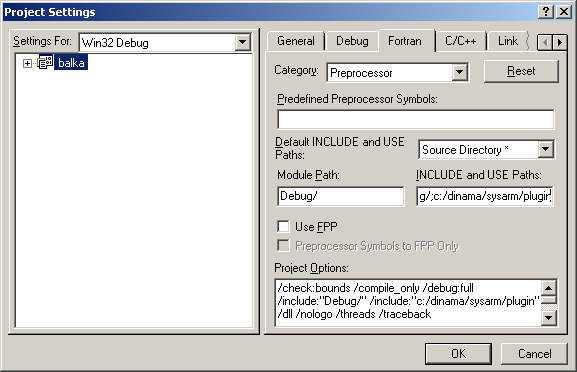 Project Settings
Settings For:
Win32 Debug
balka
General
Debug
Fortran
C/C++
Link
Category:
Preprocessor
Reset
Predefined Preprocessor Symbols:
Default INCLUDE and USE
Paths:
Source Directory *
Module Path:
INCLUDE and USE Paths:
Debug/
g/;c:/dinama/sysarm/plugin
Use FPP
Preprocessor Symbols to FPP Only
Project Options:
/check:bounds /compile_only /debug:full
/include:"Debug/" /include:"c:/dinama/sysarm/plugin"
/dll /nologo /threads /traceback
OK
Cancel